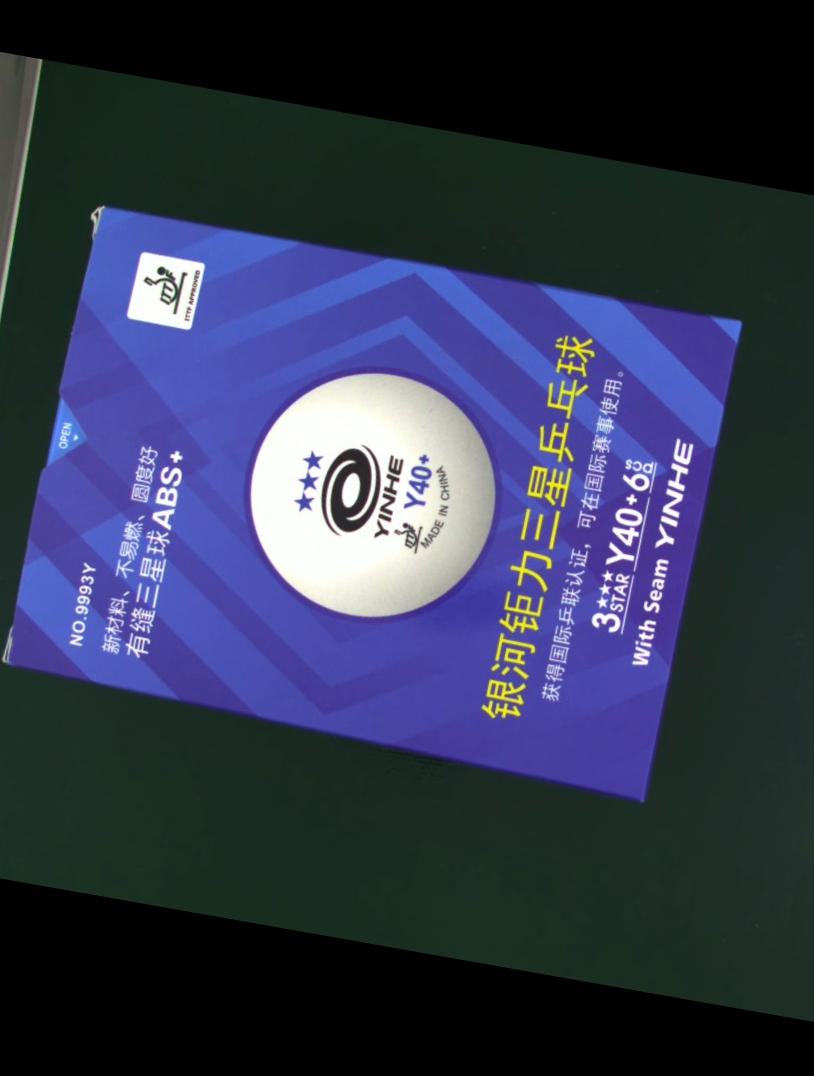 ITTF APPROVED
OPEN
NO.9993Y
新材料、不易燃、圆度好
有缝三星球ABS+
YINHE
Y40+
MADE IN CHINA
银河钜力三星乒乓球
获得国际乒联认证，可在国际赛事使用。
3 STAR Y40+ 6
With Seam YINHE